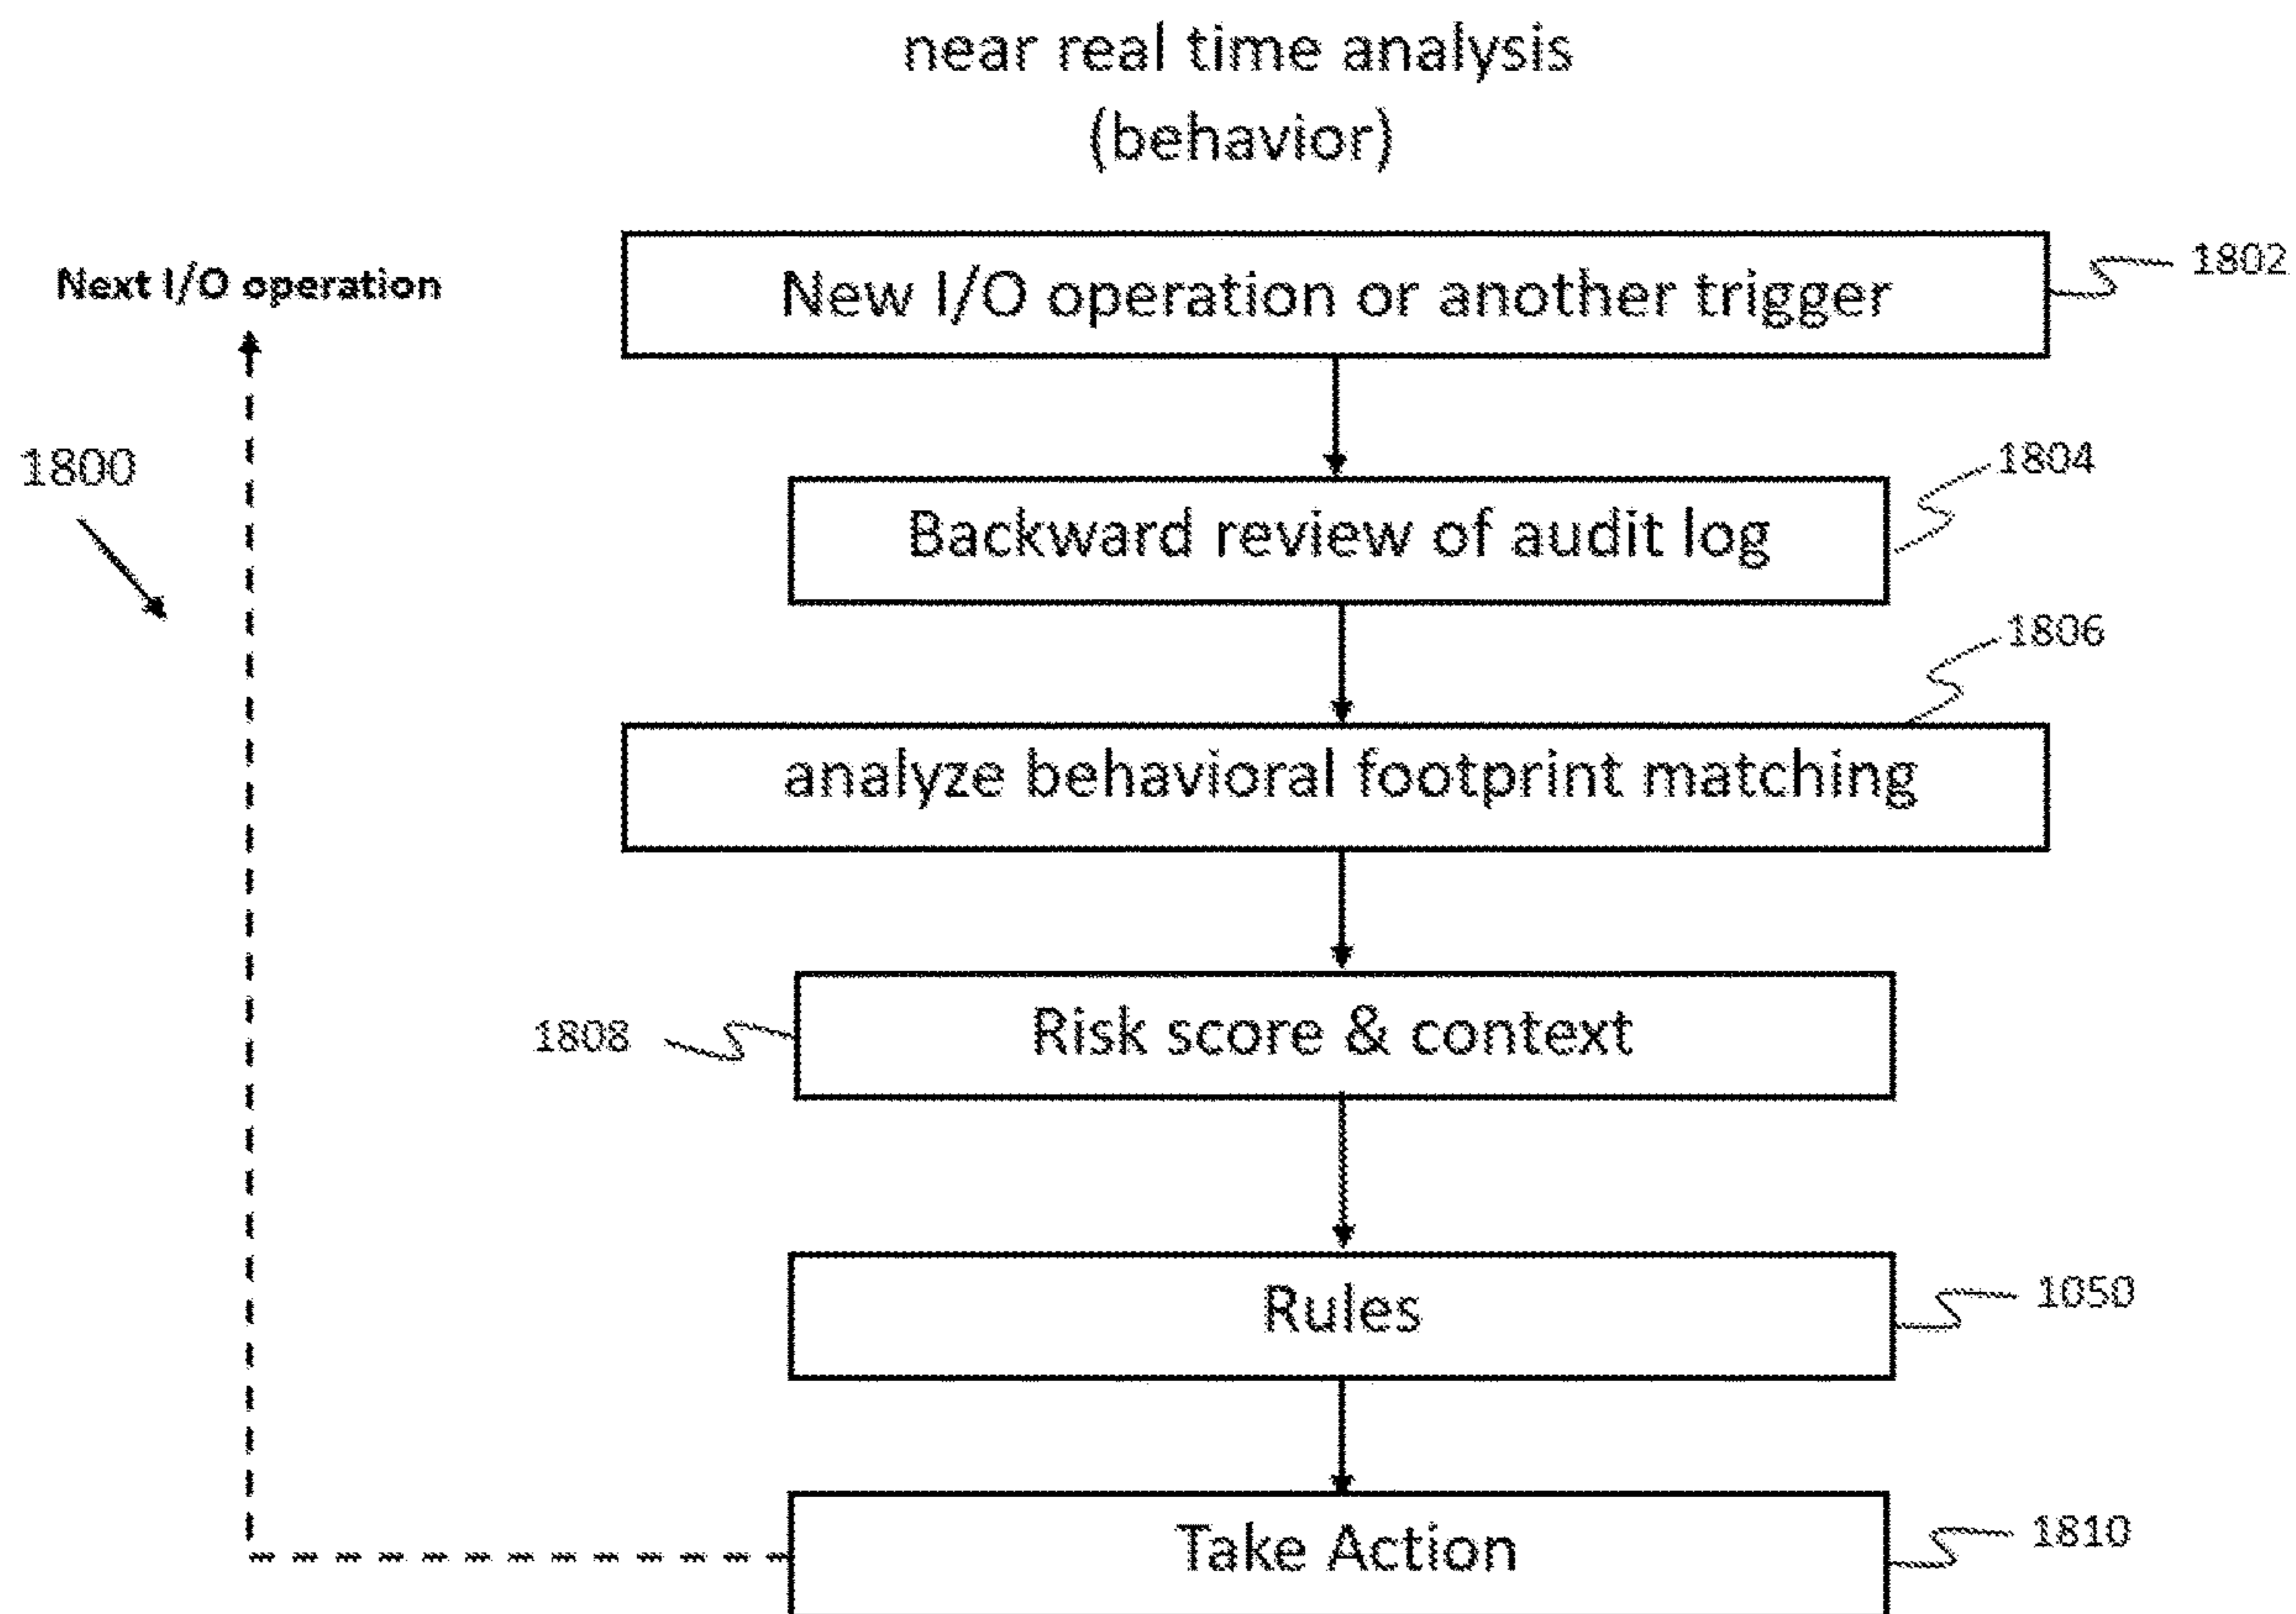 near real time analysis
(behavior)
Next I/O operation
New I/O operation or another trigger
1802
1800
Backward review of audit log
1804
1806
analyze behavioral footprint matching
1808
Risk score & context
Rules
1050
Take Action
1810